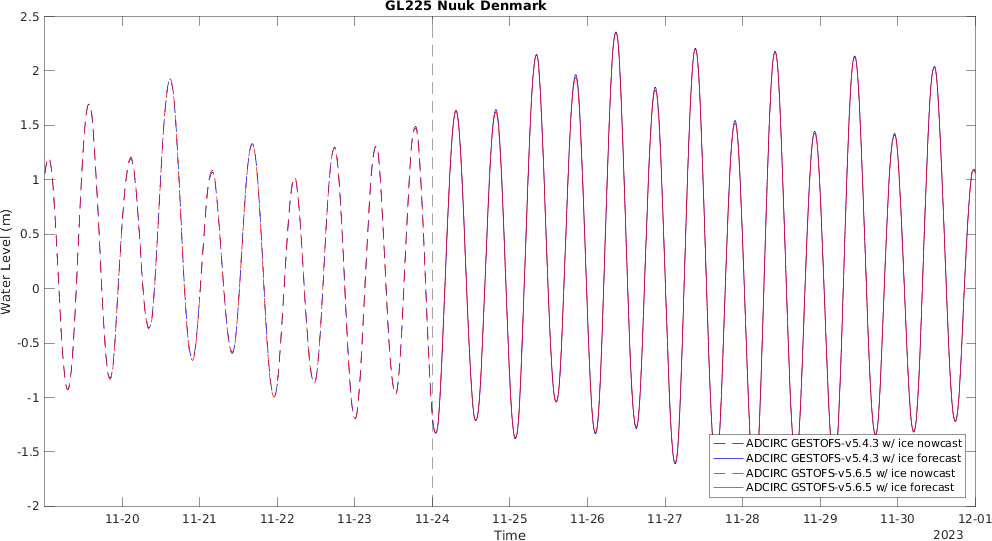 GL225 Nuuk Denmark
2.5
2
1.5
1
0.5
0
-0.5
-1
-1.5
-2
Water Level (m)
ADCIRC GESTOFS-v5.4.3 w/ ice nowcast
ADCIRC GESTOFS-v5.4.3 w/ ice forecast
ADCIRC GSTOFS-v5.6.5 w/ ice nowcast
ADCIRC GSTOFS-v5.6.5 w/ ice forecast
11-20 11-21 11-22 11-23 11-24 11-25 11-26 11-27 11-28 11-29 11-30 12-01
Time
2023